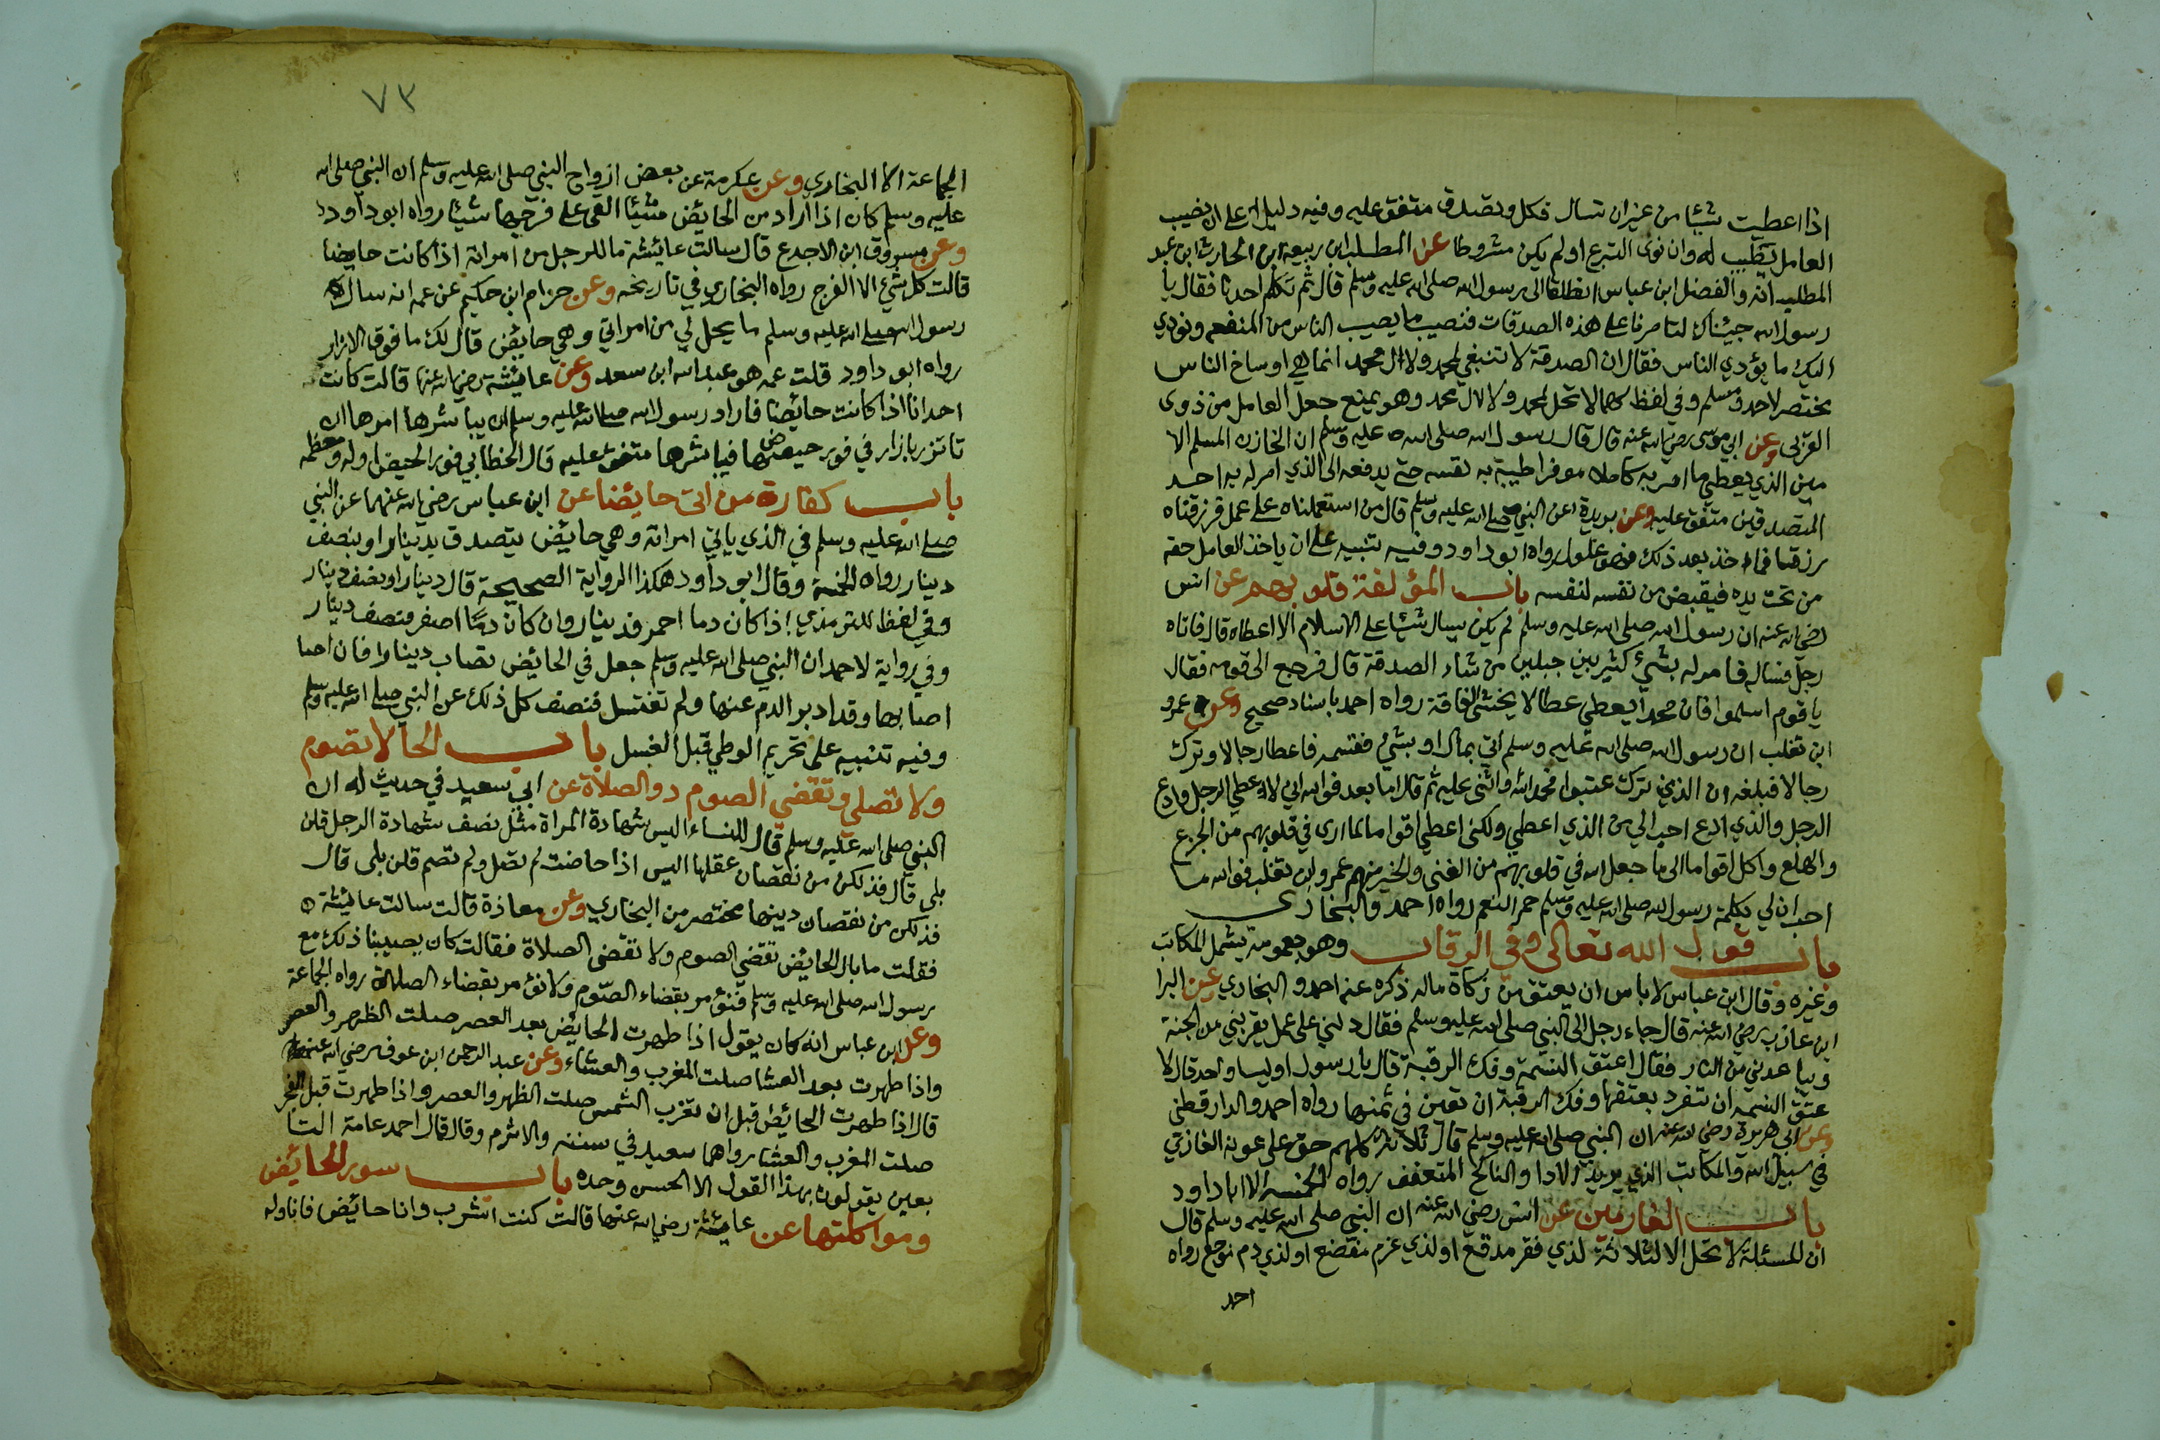 اذا اعطيت شيئا من غيران تسال فكل وتصدق متفق عليه وفيه دليل على ان نصيب
العامل يطيب له وان نوى التبرع اولم يكن مشروطا عن المطلب ابن ربيعة ابن الحارث ابن عبد
المطلب انه والفضل ابن عباس انطلقا الى رسول الله صلى الله عليه وسلم قال ثم تكلم احدنا فقال يا
رسول الله جيناك لتامرنا على هذه الصدقات فنصيب ما يصيب الناس من المنفعه ونودي
اليك ما يؤدي الناس فقال ان الصدقة لا تنبغي لمحمد ولا ال محمد انما هي اوساخ الناس
مختصر لاحد ومسلم وفي لفظ لهما لا تحل لمحمد ولا لال محمد وهو يمنع جعل العامل من ذوى
القربى وعن ابي موسى رضي الله عنه قال قال رسول الله صلى الله عليه وسلم ان الخازن المسلم الا
مين الذي يعطي ما امر به كاملا موفرا طيبة به نفسه حتى يدفعه الى الذي امر له به احد
المتصدقين متفق عليه وعن بريدة عن النبي صلى الله عليه وسلم قال من استعملناه على عمل فرزقناه
رزقا فما اخذ بعد ذلك فهو غلول رواه ابو داود وفيه تنبيه على ان ياخذ العامل حقه
من تحت يده فيقبض من نفسه لنفسه باب المؤلفة قلوبهم عن انس
رضي الله عنه ان رسول الله صلى الله عليه وسلم لم يكن يسال شيئا على الاسلام الا اعطاه قال فاتاه
رجل فساله فامر له بشئ كثير بين جبلين من شاء الصدقة قال فرجع الى قومه فقال
يا قوم اسلموا فان محمدا يعطي عطا لا يخشى الفاقة رواه احمد باسناد صحيح وعن عمرو
ابن تغلب ان رسول الله صلى الله عليه وسلم اتي بمال او بشئ فقسمه فاعطا رجالا وترك
رجالا فبلغه ان الذين ترك عتبوا فحمد الله واثنى عليه ثم قال اما بعد فوالله اني لا اعطي الرجل وادع
الرجل والذي ادع احب الي من الذي اعطي ولكني اعطي اقواما لما ارى في قلوبهم من الجزع
والهلع واكل اقواما الى ما جعل الله في قلوبهم من الغنى والخير منهم عمرو ابن تغلب فوالله ما
احب ان لي بكلمة رسول الله صلى الله عليه وسلم حمر النعم رواه احمد والبخاري
باب قول الله تعالى وفي الرقاب وهو بعمومه يشمل المكاتب
وغيره وقال ابن عباس لا باس ان يعتق من زكاة ماله ذكره عنه احمد و البخاري عن البرا
ابن عازب رضي الله عنه قال جاء رجل الى النبي صلى الله عليه وسلم فقال دلني على عمل يقربني من الجنة
ويباعدني من النار فقال اعتق النسمة وفك الرقبة قال يا رسول اوليسا واحد قال لا
عتق النسمه ان تتفرد بعتقها وفك الرقبة ان تعين في ثمنها رواه احمد والدارقطني
وعن ابي هريرة رضي الله عنه ان النبي صلى الله عليه وسلم قال ثلاثة كلهم حق على عونه الغازي
في سبيل الله والمكاتب الذي يريد الادا والناكح المتعفف رواه الخمسه الا ابا داود
باب الغارمين عن انس رضي الله عنه ان النبي صلى الله عليه وسلم قال
ان المسئلة لا تحل الا لثلاثة لذي فقر مدقع او لذي غرم مفضع او لذي دم موجع رواه
احمد
٧٣
الجماعة الا البخاري وعن عكرمة عن بعض ازواج النبي صلى الله عليه وسلم ان النبي صلى الله
عليه وسلم كان اذا اراد من الحايض شيئا القى على فرجها شيئا رواه ابو داود
وعن مسروق ابن الاجدع قال سالت عايشة ما للرجل من امراته اذا كانت حايضا
قالت كل شئ الا الفرج رواه البخاري في تاريخه وعن حزام ابن حكيم عن عمه انه سال
رسول الله صلى الله عليه وسلم ما يحل لي من امراتي وهي حايض قال لك ما فوق الازار
رواه ابو داود قلت عمه هو عبد الله ابن سعد وعن عايشة رضي الله عنها قالت كانت
احدانا اذا كانت حائضا فاراد رسول الله صلى الله عليه وسلم ان يباشرها امرها ان
تاتزر بازار في فور حيضتها فيباشرها متفق عليه قال الخطابي فور الحيض اوله ومعظمه
باب كفارة من اتى حائضا عن ابن عباس رضي الله عنهما عن النبي
صلى الله عليه وسلم في الذي ياتي امراته وهي حايض يتصدق بدينار او بنصف
دينار رواه الخمسة وقال ابو داود هكذا الرواية الصحيحة قال دينار او نصف دينار
وفي لفظ للترمذي اذا كان دما احمر فدينار وان كان دما اصفر فنصف دينار
وفي رواية لاحمد ان النبي صلى الله عليه وسلم جعل في الحائض نصاب دينارا فان اصا
اصابها وقد ادبر الدم عنها ولم تغتسل فنصف كل ذلك عن النبي صلى الله عليه وسلم
وفيه تنبيه على تحريم الوطي قبل الغسل باب الحا لا تصوم
ولا تصلي وتقضي الصوم دو الصلاة عن ابي سعيد في حديث له ان
النبي صلى الله عليه وسلم قال للنساء اليس شهادة المراة مثل نصف شهادة الرجل قلن
بلى قال فذلكن من نقصان عقلها اليس اذا حاضت لم تصل ولم تصم قلن بلى قال
فذلكن من نقصان دينها مختصر من البخاري وعن معاذة قالت سالت عائشة
فقلت ما بال الحائض تقضي الصوم ولا تقضى الصلاة فقالت كان يصيبنا ذلك مع
رسول الله صلى الله عليه وسلم فنؤمر بقضاء الصوم ولا نؤمر بقضاء الصلاة رواه الجماعة
وعن ابن عباس انه كان يقول اذا طهرت الحايض بعد العصر صلت الظهر والعصر
واذا طهرت بعد العشا صلت المغرب والعشاء وعن عبد الرحمن ابن عوف رضي الله عنه
قال اذا طهرت الحائض قبل ان تغرب الشمس صلت الظهر والعصر واذا طهرت قبل الفجر
صلت المغرب والعشا رواهما سعيد في سننه والاثرم وقال قال احمد عامة التا
بعين يقولون بهذا القول الا الحسن وحده باب سور الحائض
ومواكلتها عن عايشة رضي الله عنها قالت كنت اشرب وانا حائض فاناوله